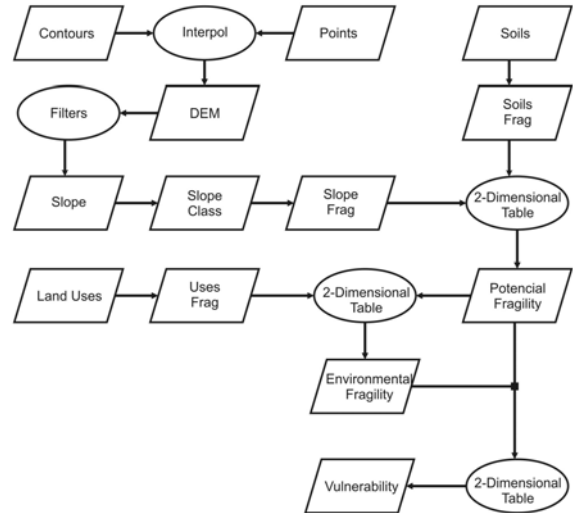 Contours
Interpol
Points
Soils
Filters
DEM
Soils
Frag
Slope
Slope
Class
Slope
Frag
2-Dimensional
Table
Land Uses
Uses
Frag
2-Dimensional
Table
Potencial
Fragility
Environmental
Fragility
Vulnerability
2-Dimensional
Table